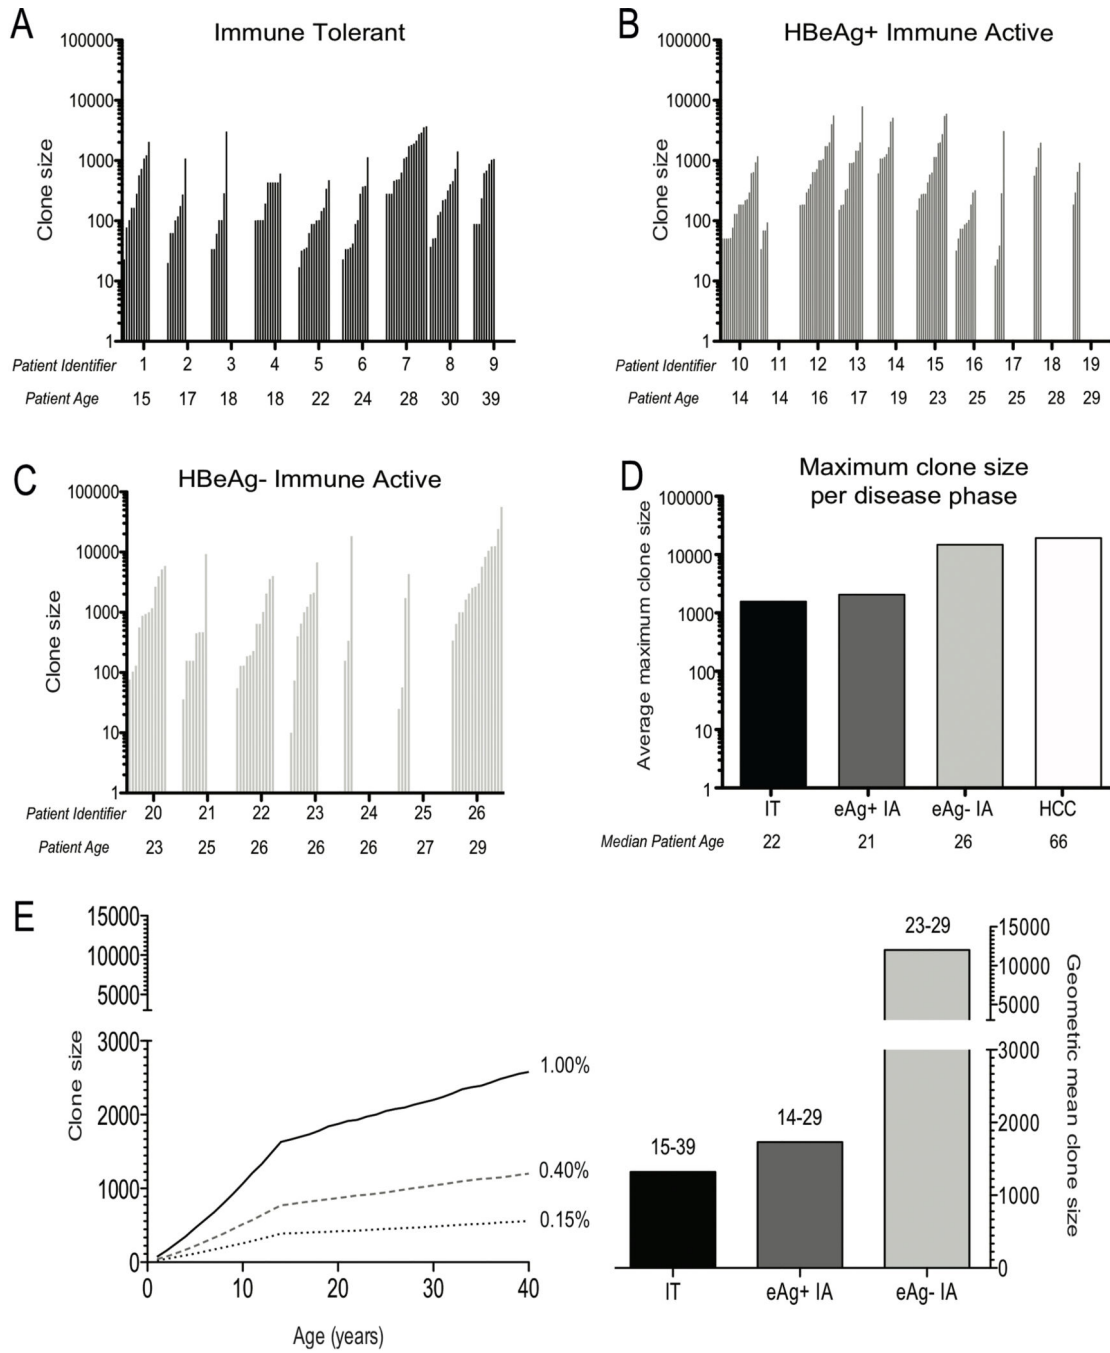 A
Immune Tolerant
100000
10000
1000
100
10
1
Clone size
Patient Identifier 1 2 3 4 5 6 7 8 9
Patient Age 15 17 18 18 22 24 28 30 39
B
HBeAg+ Immune Active
100000
10000
1000
100
10
1
Clone size
Patient Identifier 10 11 12 13 14 15 16 17 18 19
Patient Age 14 14 16 17 19 23 25 25 28 29
C
HBeAg- Immune Active
100000
10000
1000
100
10
1
Clone size
Patient Identifier 20 21 22 23 24 25 26
Patient Age 23 25 26 26 26 27 29
D
Maximum clone size
per disease phase
100000
10000
1000
100
10
1
Average maximum clone size
IT eAg+ IA eAg- IA HCC
Median Patient Age 22 21 26 66
E
15000
10000
5000
3000
2000
1000
0
Clone size
1.00%
0.40%
0.15%
0 10 20 30 40
Age (years)
15-39
14-29
23-29
15000
10000
5000
3000
2000
1000
0
Geometric mean clone size
IT eAg+ IA eAg- IA